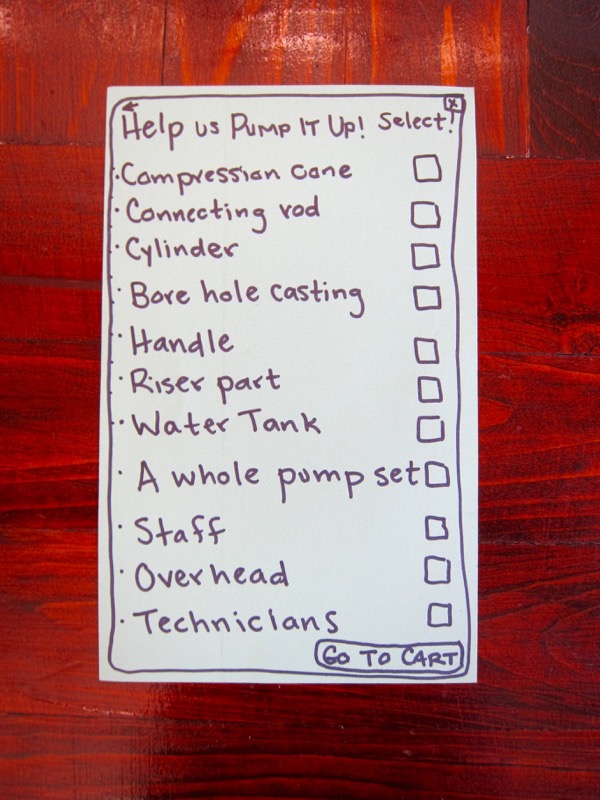 Help us Pump It Up! Select!
x
· Compression cone
· Connecting rod
· Cylinder
· Bore hole casting
· Handle
· Riser part
· Water Tank
· A whole pump set
· Staff
· Overhead
· Technicians
Go To Cart